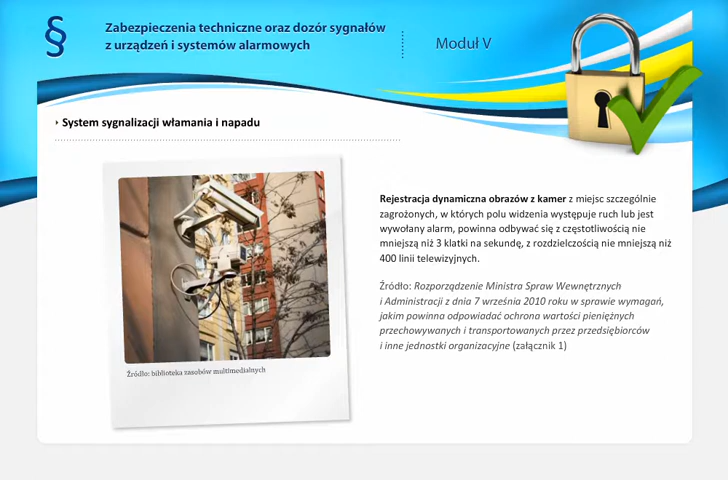 §
Zabezpieczenia techniczne oraz dozór sygnałów
z urządzeń i systemów alarmowych
Moduł V
System sygnalizacji włamania i napadu
Rejestracja dynamiczna obrazów z kamer z miejsc szczególnie
zagrożonych, w których polu widzenia występuje ruch lub jest
wywołany alarm, powinna odbywać się z częstotliwością nie
mniejszą niż 3 klatki na sekundę, z rozdzielczością nie mniejszą niż
400 linii telewizyjnych.
Źródło: Rozporządzenie Ministra Spraw Wewnętrznych
i Administracji z dnia 7 września 2010 roku w sprawie wymagań,
jakim powinna odpowiadać ochrona wartości pieniężnych
przechowywanych i transportowanych przez przedsiębiorców
i inne jednostki organizacyjne (załącznik 1)
Źródło: biblioteka zasobów multimedialnych